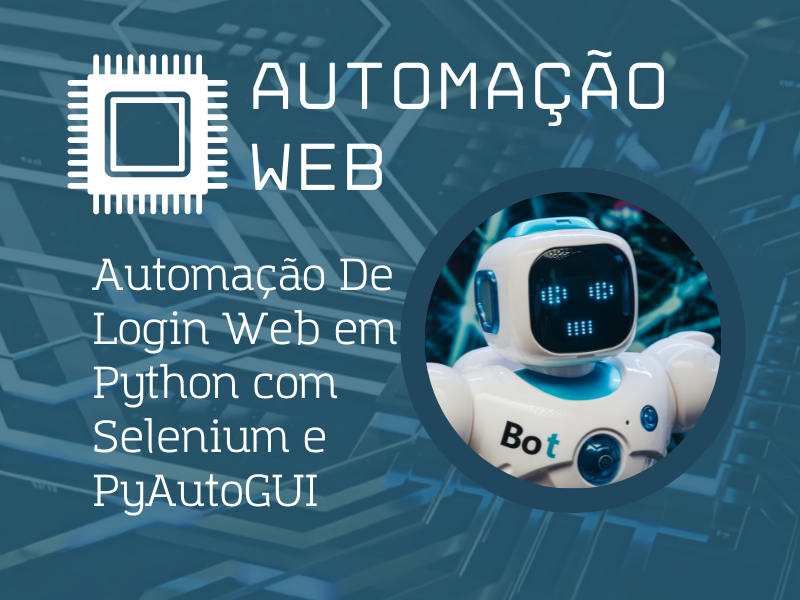 AUTOMAÇÃO
WEB
Automação De
Login Web em
Python com
Selenium e
PyAutoGUI
Bot